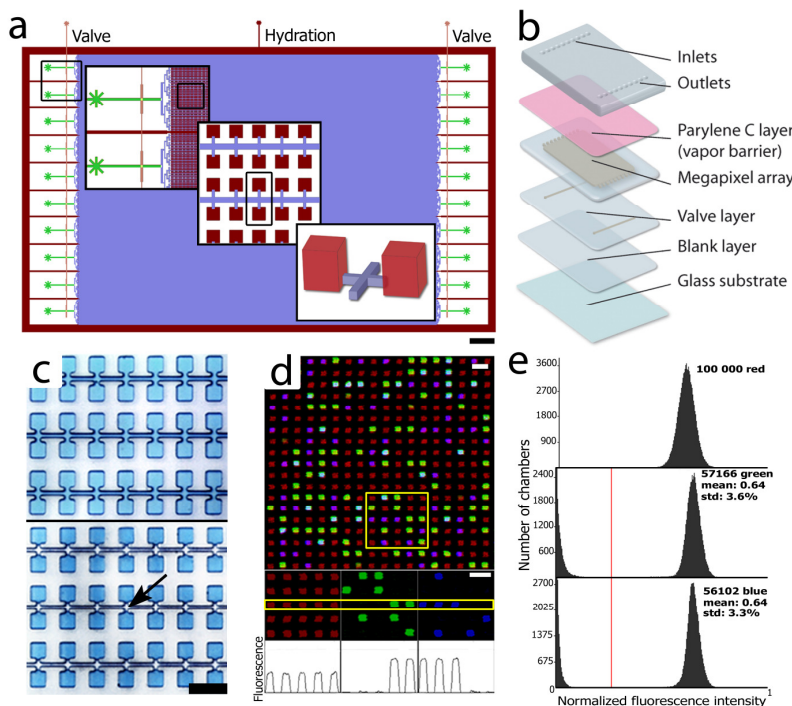 a
Valve
Hydration
Valve
b
Inlets
Outlets
Parylene C layer
(vapor barrier)
Megapixel array
Valve layer
Blank layer
Glass substrate
c
d
Fluorescence
e
Number of chambers
3600
2700
1800
900
100 000 red
2400
1800
1200
600
57166 green
mean: 0.64
std: 3.6%
2700
2025
1375
675
56102 blue
mean: 0.64
std: 3.3%
1
Normalized fluorescence intensity